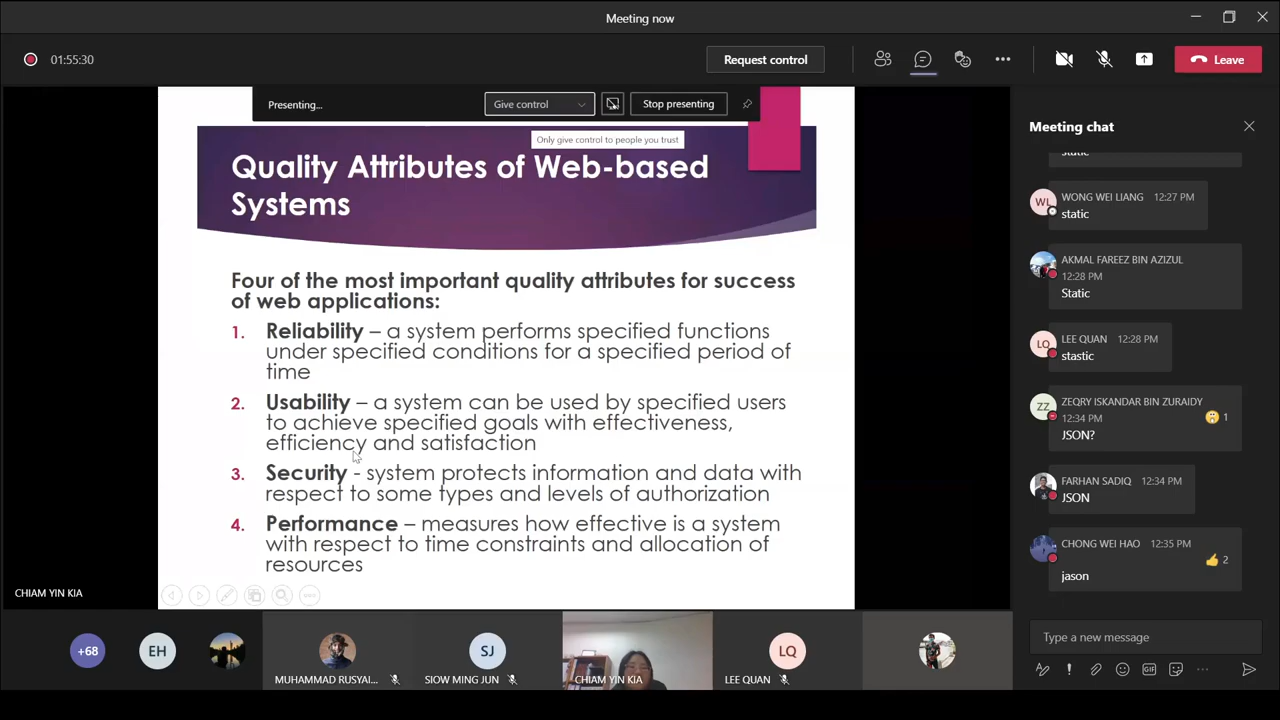 Meeting now
01:55:30
Request control
Leave
Presenting...
Give control
Stop presenting
Only give control to people you trust
Quality Attributes of Web-based
Systems
Four of the most important quality attributes for success
of web applications:
1. Reliability – a system performs specified functions
under specified conditions for a specified period of
time
2. Usability – a system can be used by specified users
to achieve specified goals with effectiveness,
efficiency and satisfaction
3. Security - system protects information and data with
respect to some types and levels of authorization
4. Performance – measures how effective is a system
with respect to time constraints and allocation of
resources
CHIAM YIN KIA
+68
EH
MUHAMMAD RUSYAI...
SJ
SIOW MING JUN
CHIAM YIN KIA
LQ
LEE QUAN
Meeting chat
static
WL
WONG WEI LIANG 12:27 PM
static
AKMAL FAREEZ BIN AZIZUL
12:28 PM
Static
LQ
LEE QUAN 12:28 PM
stastic
ZZ
ZEQRY ISKANDAR BIN ZURAIDY
12:34 PM
1
JSON?
FARHAN SADIQ 12:34 PM
JSON
CHONG WEI HAO 12:35 PM
2
jason
Type a new message
GIF